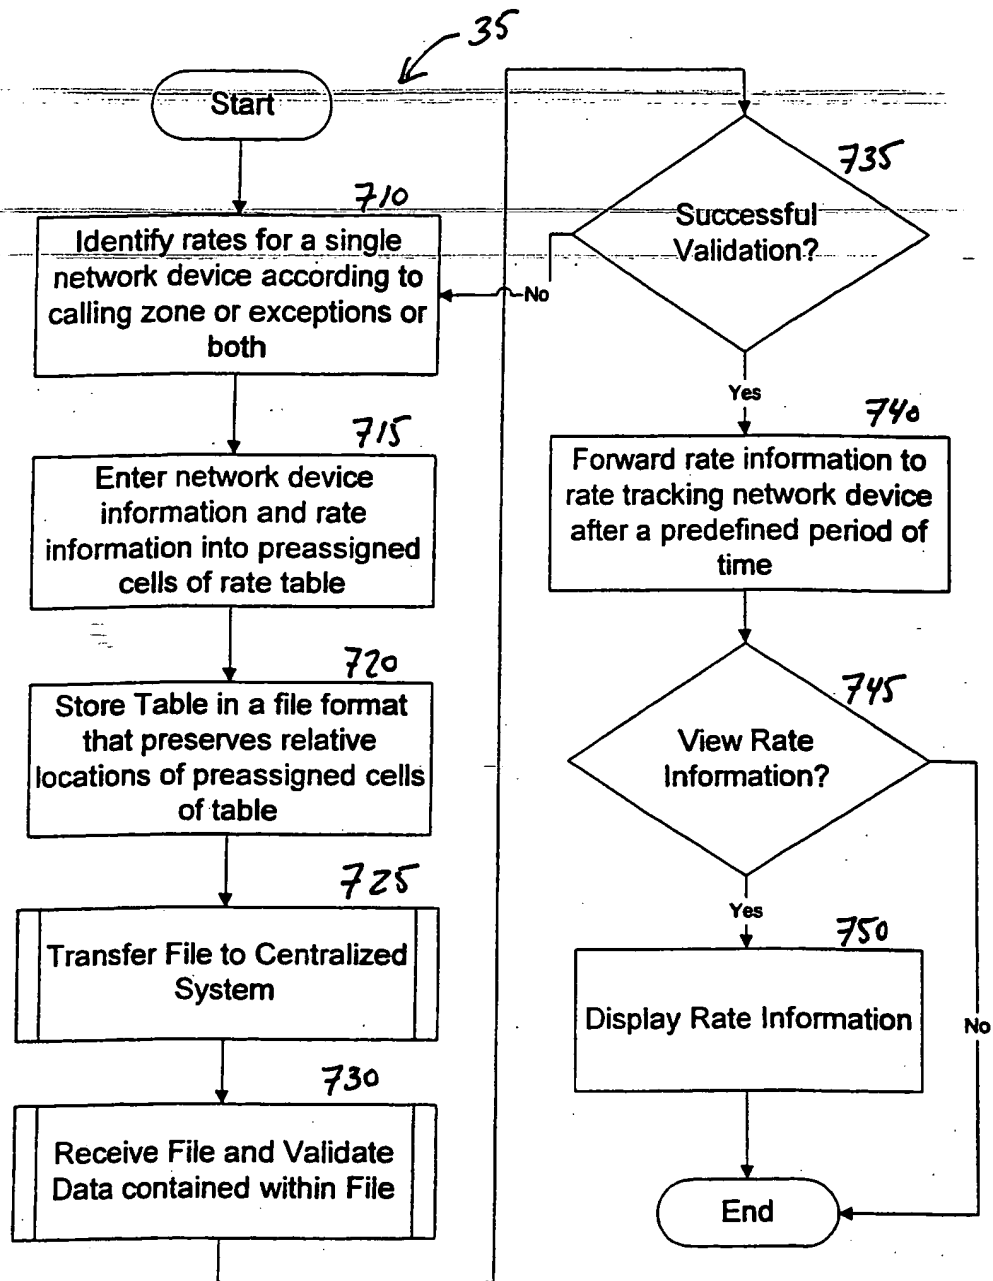 35
Start
710
Identify rates for a single
network device according to
calling zone or exceptions or
both
715
Enter network device
information and rate
information into preassigned
cells of rate table
720
Store Table in a file format
that preserves relative
locations of preassigned cells
of table
725
Transfer File to Centralized
System
730
Receive File and Validate
Data contained within File
735
Successful
Validation?
No
Yes
740
Forward rate information to
rate tracking network device
after a predefined period of
time
745
View Rate
Information?
Yes
No
750
Display Rate Information
End